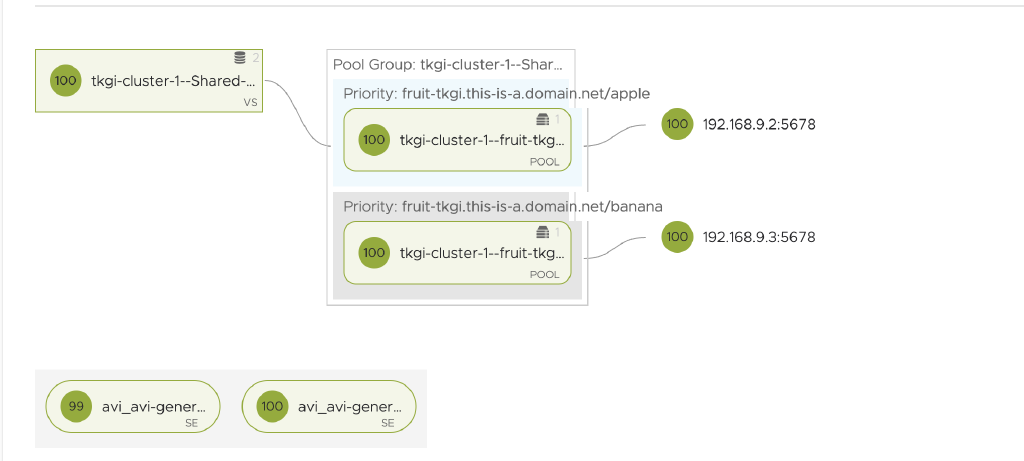 2
100 tkgi-cluster-1--Shared-...
VS
Pool Group: tkgi-cluster-1--Shar...
Priority: fruit-tkgi.this-is-a.domain.net/apple
1
100 tkgi-cluster-1--fruit-tkg...
POOL
100 192.168.9.2:5678
Priority: fruit-tkgi.this-is-a.domain.net/banana
1
100 tkgi-cluster-1--fruit-tkg...
POOL
100 192.168.9.3:5678
99 avi_avi-gener...
SE
100 avi_avi-gener...
SE